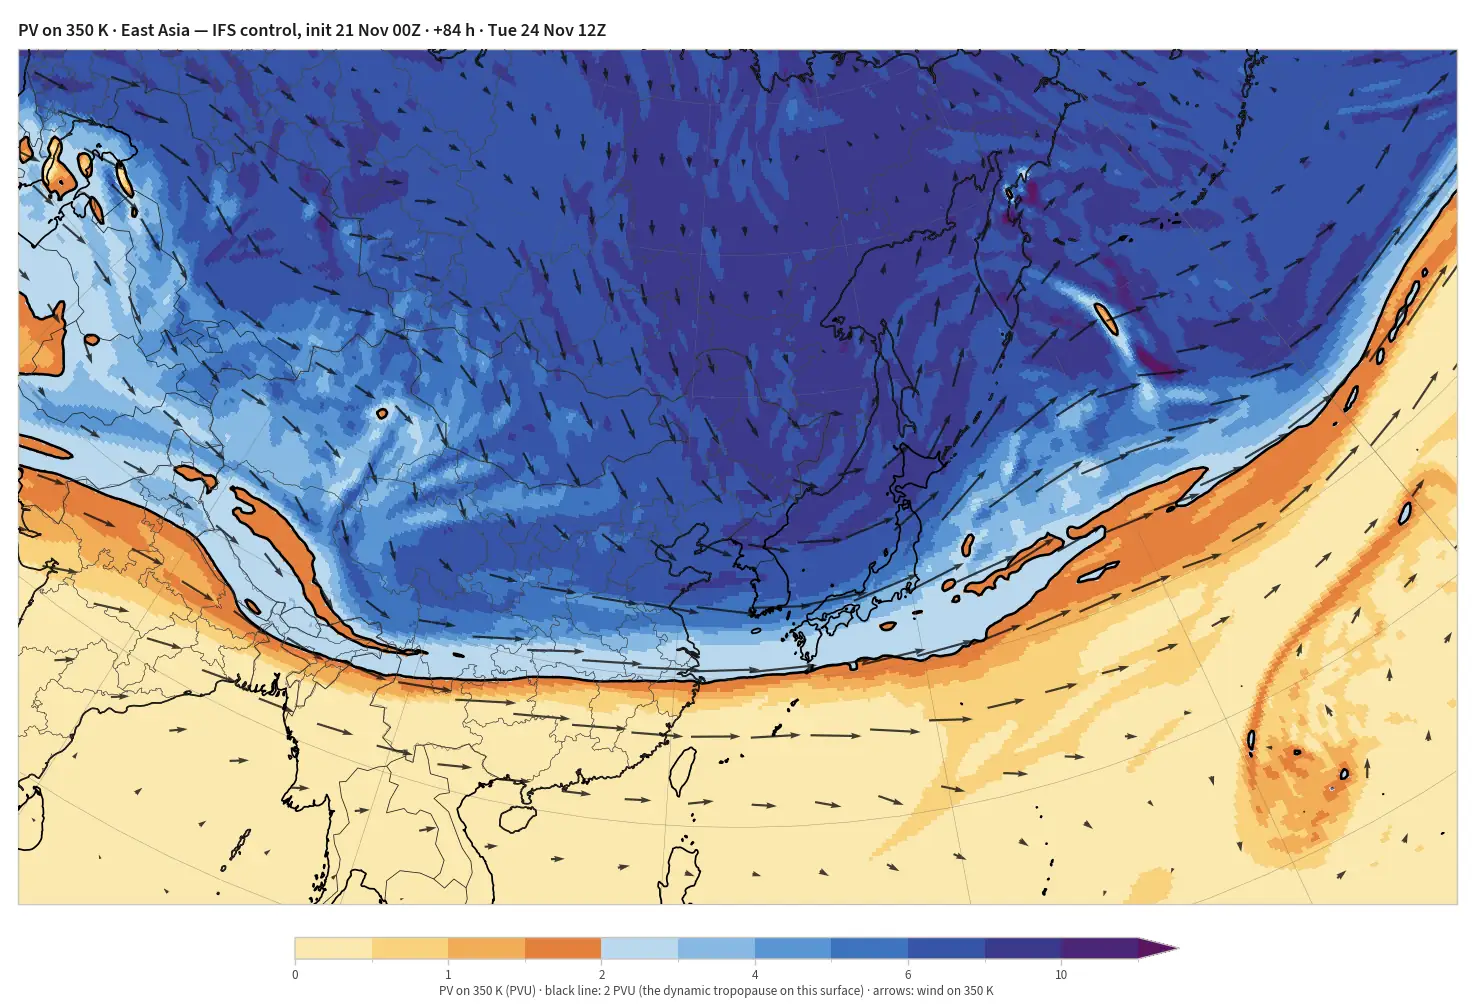 PV on 350 K · East Asia — IFS control, init 21 Nov 00Z · +84 h · Tue 24 Nov 12Z
0 1 2 4 6 10
PV on 350 K (PVU) · black line: 2 PVU (the dynamic tropopause on this surface) · arrows: wind on 350 K